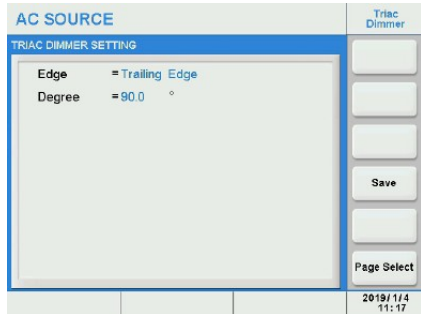 AC SOURCE
Triac
Dimmer
TRIAC DIMMER SETTING
Edge =Trailing Edge
Degree =90.0 °
Save
Page Select
2019/ 1/ 4
11: 17